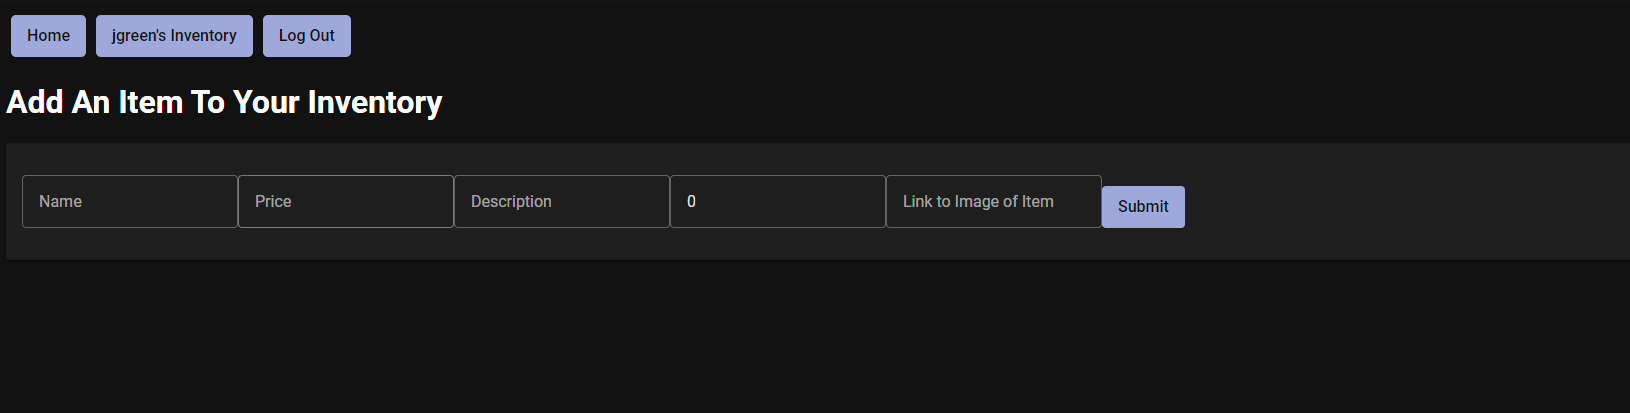 Home jgreen's Inventory Log Out
Add An Item To Your Inventory
Name Price Description 0 Link to Image of Item Submit